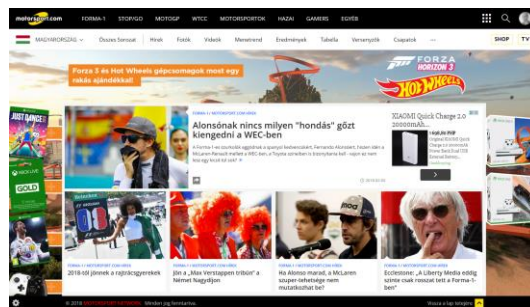 motorsport.com
FORMA-1 STOP/GO MOTOGP WTCC MOTORSPORTOK HAZAI GAMERS EGYÉB
MAGYARORSZÁG Összes Sorozat Hírek Fotók Videók Menetrend Eredmények Tabella Versenyzők Csapatok SHOP TV
Forza 3 és Hot Wheels gépcsomagok most egy
rakás ajándékkal!
FORZA
HORIZON 3
HOT WHEELS
JUST DANCE
XBOX LIVE
GOLD
FORMA-1 / MOTORSPORT.COM HÍREK
Alonsónak nincs milyen "hondás" gőzt
kiengedni a WEC-ben
XIAOMI Quick Charge 2.0
20000mAh...
FORMA-1 / MOTORSPORT.COM HÍREK
2018-tól jönnek a rajtrácsgyerekek
FORMA-1 / MOTORSPORT.COM HÍREK
Jön a „Max Verstappen tribün" a
Német Nagydíjon
FORMA-1 / MOTORSPORT.COM HÍREK
Ha Alonso marad, a McLaren
szuper-tehetsége nem
mutatkozhat be?
FORMA-1 / MOTORSPORT.COM HÍREK
Ecclestone: „A Liberty Media eddig
szinte csak rosszat tett a Forma-1-
ben"
© 2018 MOTORSPORT NETWORK Minden jog fenntartva.
Vissza a lap tetejére